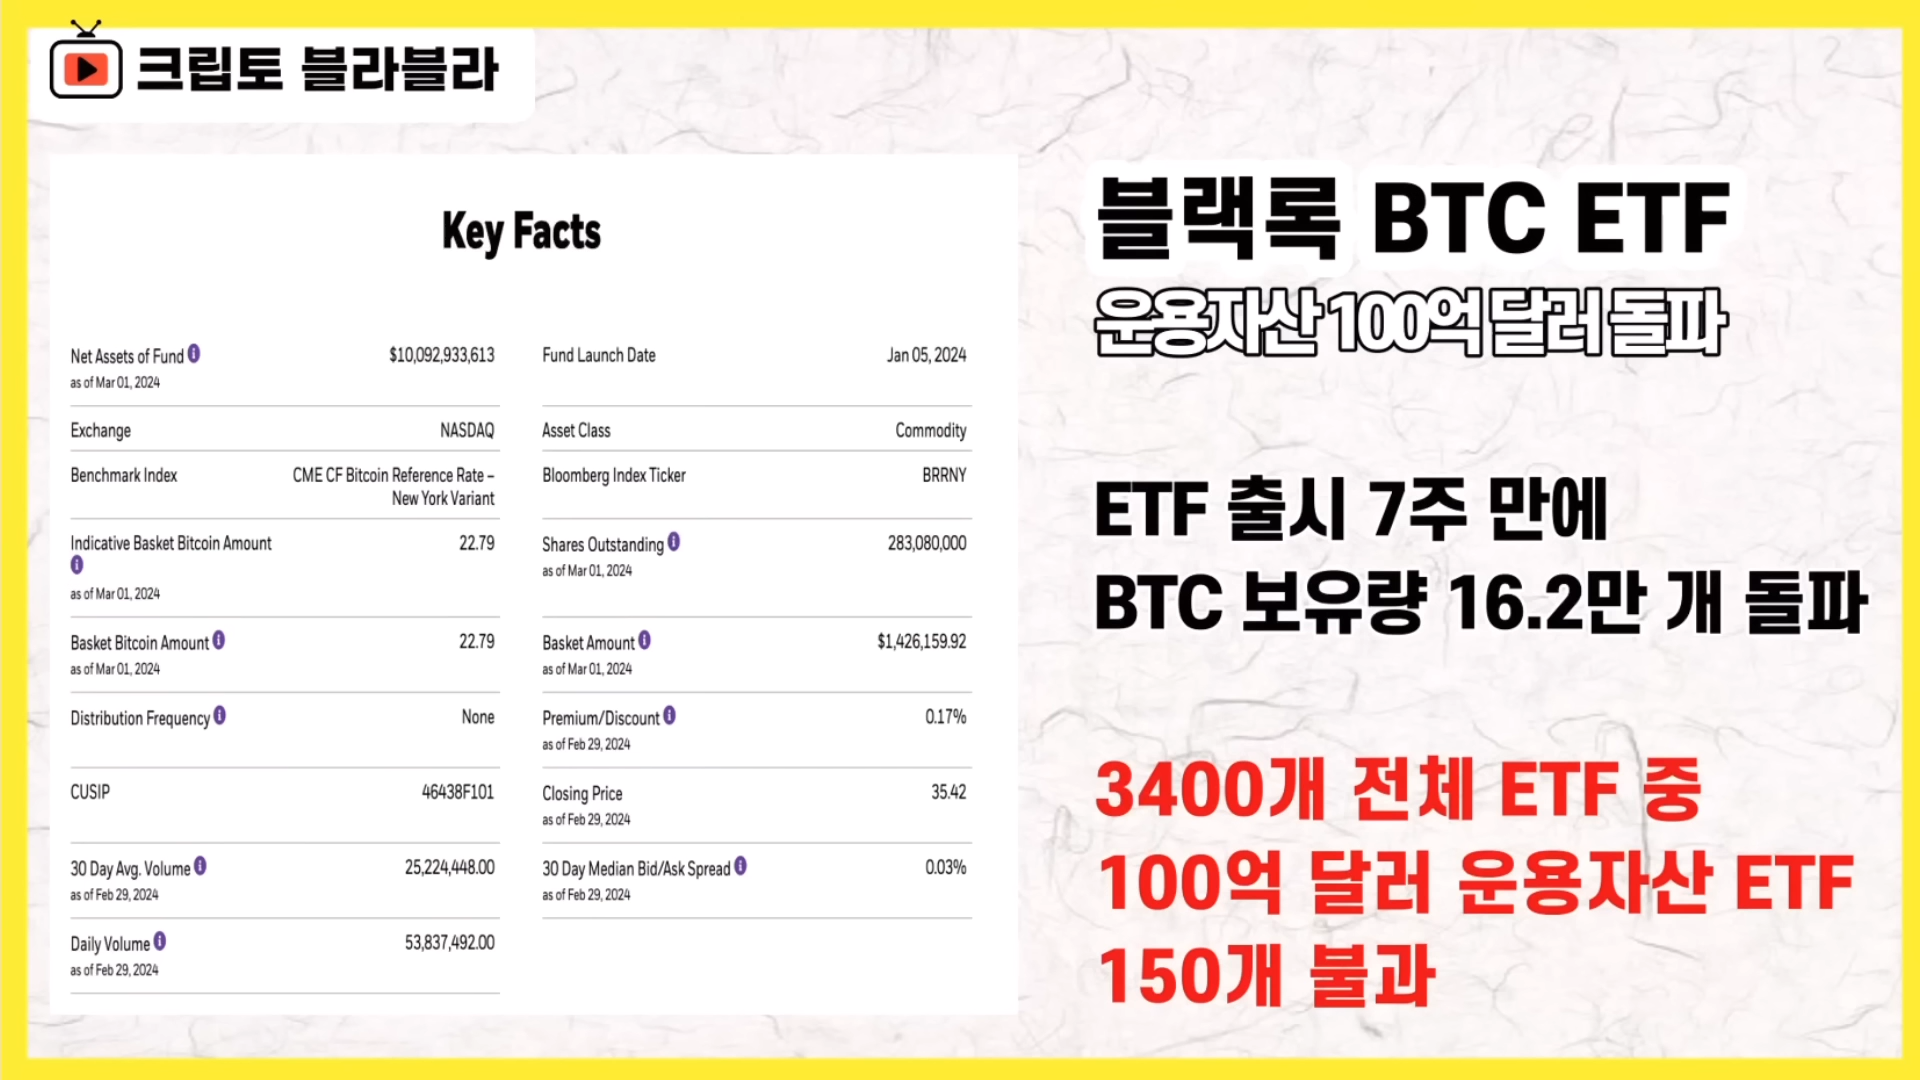 크립토 블라블라
Key Facts
Net Assets of Fund $10,092,933,613
as of Mar 01, 2024
Exchange NASDAQ
Benchmark Index CME CF Bitcoin Reference Rate –
New York Variant
Indicative Basket Bitcoin Amount 22.79
as of Mar 01, 2024
Basket Bitcoin Amount 22.79
as of Mar 01, 2024
Distribution Frequency None
CUSIP 46438F101
30 Day Avg. Volume 25,224,448.00
as of Feb 29, 2024
Daily Volume 53,837,492.00
as of Feb 29, 2024
Fund Launch Date Jan 05, 2024
Asset Class Commodity
Bloomberg Index Ticker BRRNY
Shares Outstanding 283,080,000
as of Mar 01, 2024
Basket Amount $1,426,159.92
as of Mar 01, 2024
Premium/Discount 0.17%
as of Feb 29, 2024
Closing Price 35.42
as of Feb 29, 2024
30 Day Median Bid/Ask Spread 0.03%
as of Feb 29, 2024
블랙록 BTC ETF
운용자산 100억 달러 돌파
ETF 출시 7주 만에
BTC 보유량 16.2만 개 돌파
3400개 전체 ETF 중
100억 달러 운용자산 ETF
150개 불과